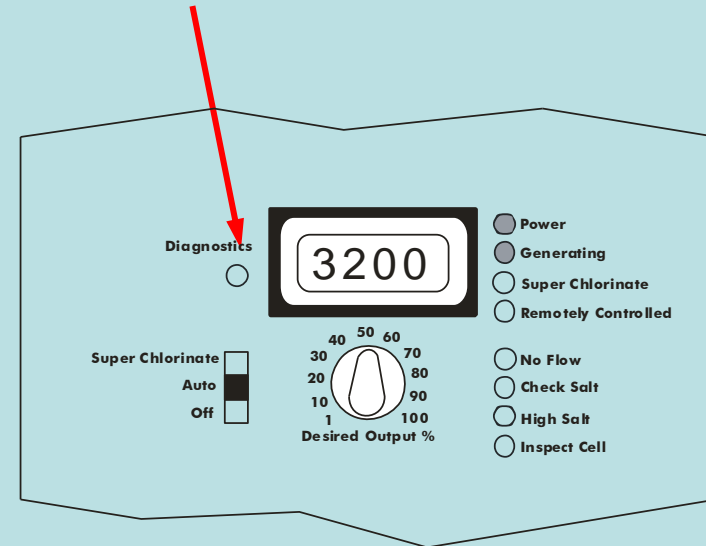 Diagnostics
3200
Power
Generating
Super Chlorinate
Remotely Controlled
Super Chlorinate
Auto
Off
1
10
20
30
40
50
60
70
80
90
100
Desired Output %
No Flow
Check Salt
High Salt
Inspect Cell